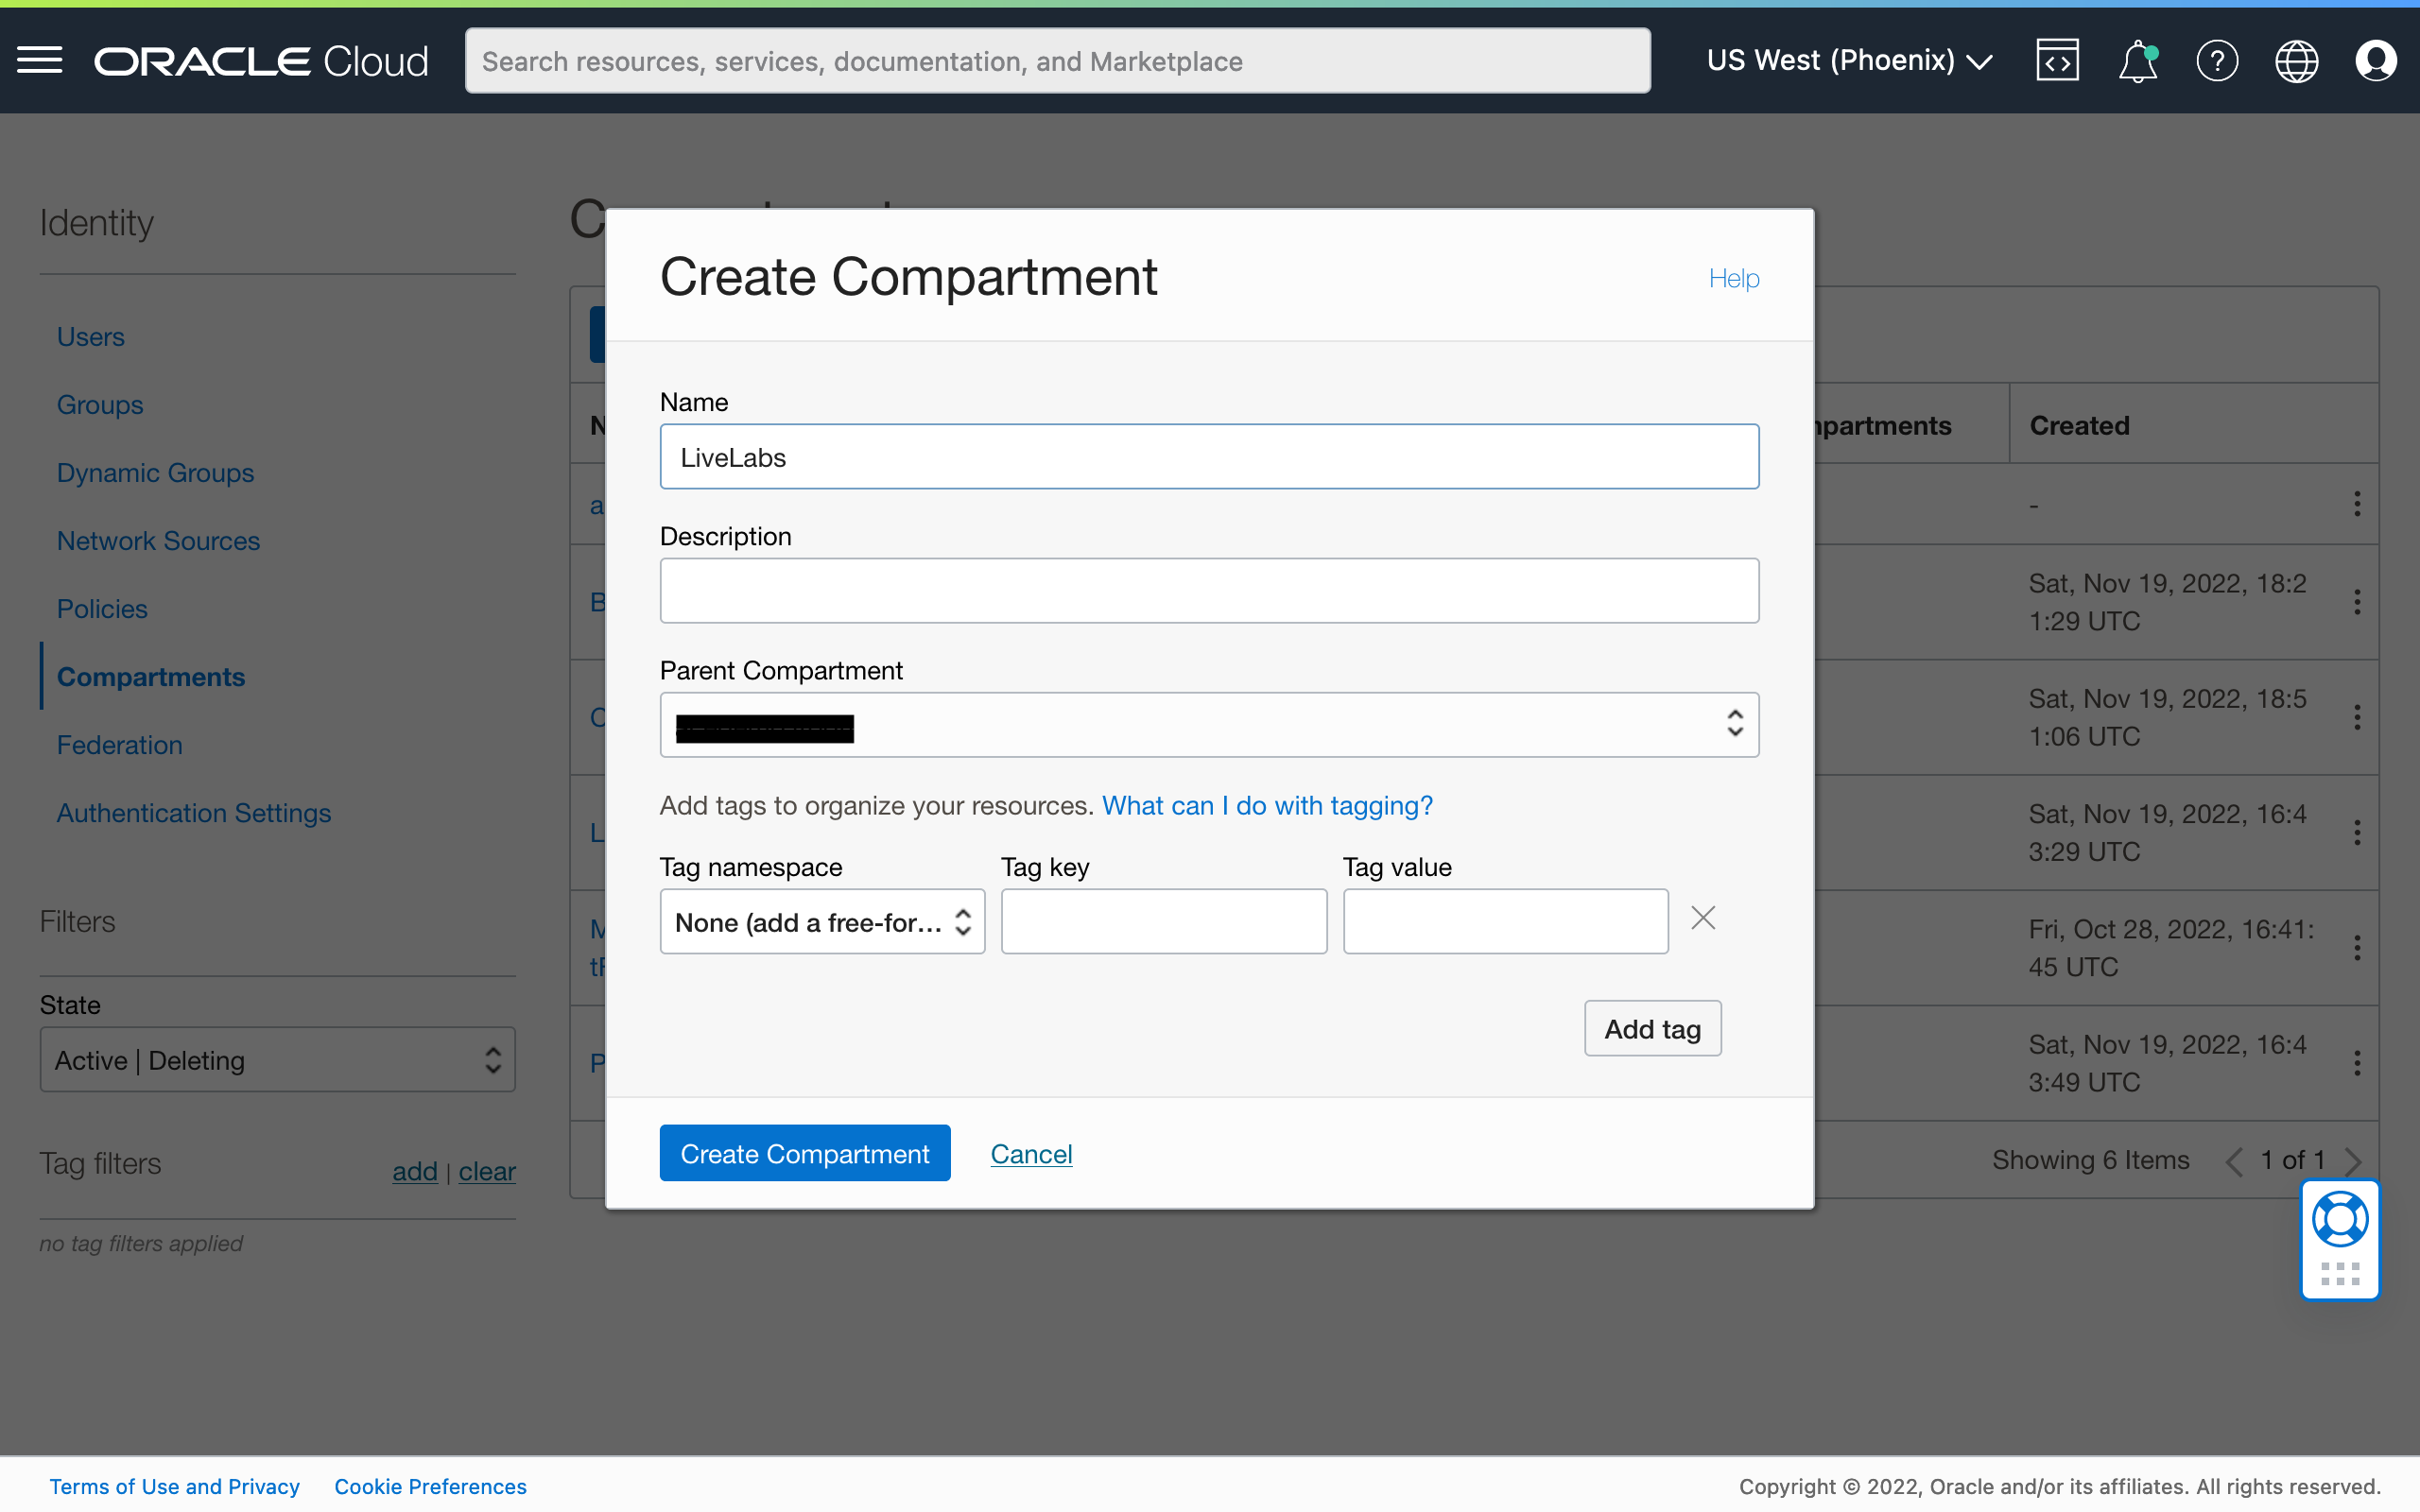 ORACLE Cloud
Search resources, services, documentation, and Marketplace
US West (Phoenix)
Identity
Users
Groups
Dynamic Groups
Network Sources
Policies
Compartments
Federation
Authentication Settings
Filters
State
Active | Deleting
Tag filters
add | clear
no tag filters applied
Create Compartment
Help
Name
LiveLabs
Description
Parent Compartment
Add tags to organize your resources. What can I do with tagging?
Tag namespace Tag key Tag value
None (add a free-for...
Add tag
Create Compartment Cancel
Created
-
Sat, Nov 19, 2022, 18:2
1:29 UTC
Sat, Nov 19, 2022, 18:5
1:06 UTC
Sat, Nov 19, 2022, 16:4
3:29 UTC
Fri, Oct 28, 2022, 16:41:
45 UTC
Sat, Nov 19, 2022, 16:4
3:49 UTC
Showing 6 Items 1 of 1
Terms of Use and Privacy Cookie Preferences
Copyright © 2022, Oracle and/or its affiliates. All rights reserved.